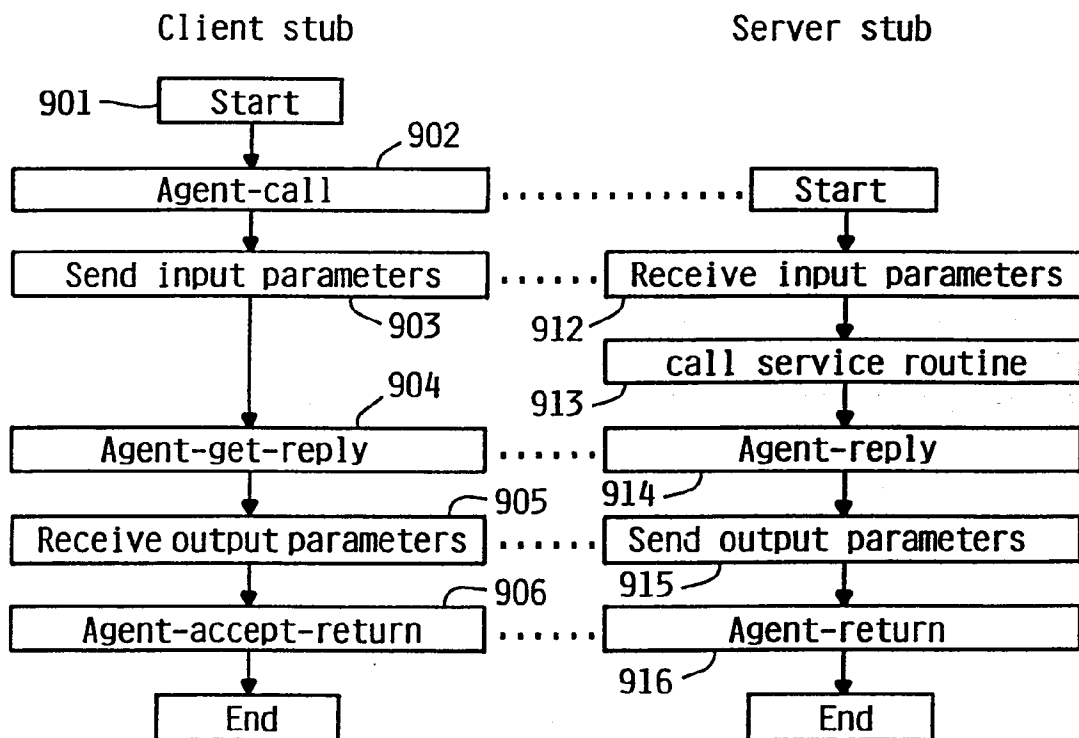 Client stub
Server stub
901
Start
902
Agent-call
Start
Send input parameters
Receive input parameters
903
912
call service routine
904
913
Agent-get-reply
Agent-reply
905
914
Receive output parameters
Send output parameters
906
915
Agent-accept-return
Agent-return
916
End
End